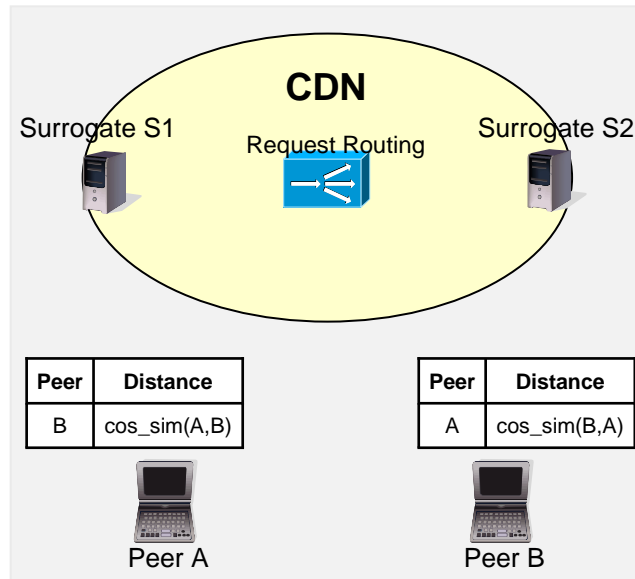 CDN
Surrogate S1
Request Routing
Surrogate S2
Peer Distance
B cos_sim(A,B)
Peer Distance
A cos_sim(B,A)
Peer A
Peer B